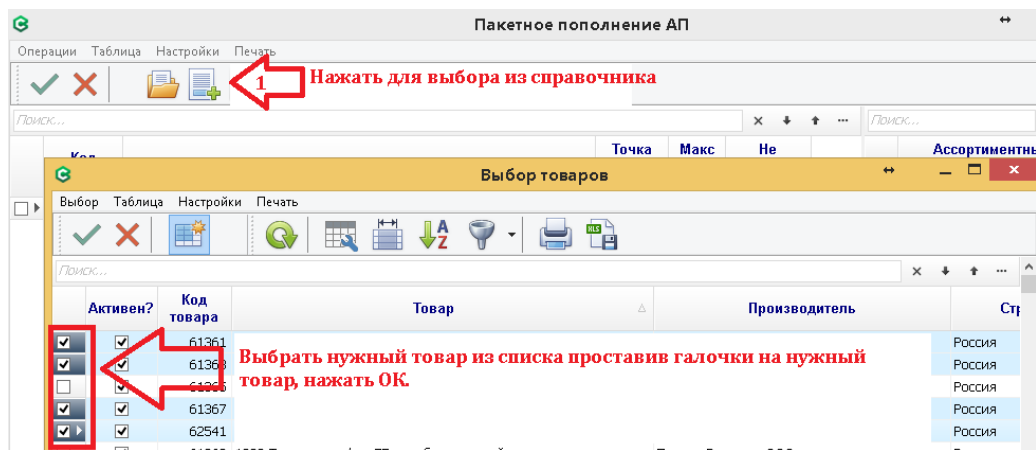 Пакетное пополнение АП
Операции Таблица Настройки Печать
1 Нажать для выбора из справочника
Поиск... Поиск...
Код Точка Макс Не Ассортиментны
Выбор товаров
Выбор Таблица Настройки Печать
Поиск...
Активен? Код товара Товар Производитель Стр
61361 Россия
61363 Россия
Выбрать нужный товар из списка проставив галочки на нужный
товар, нажать ОК.
Россия
61367 Россия
62541 Россия